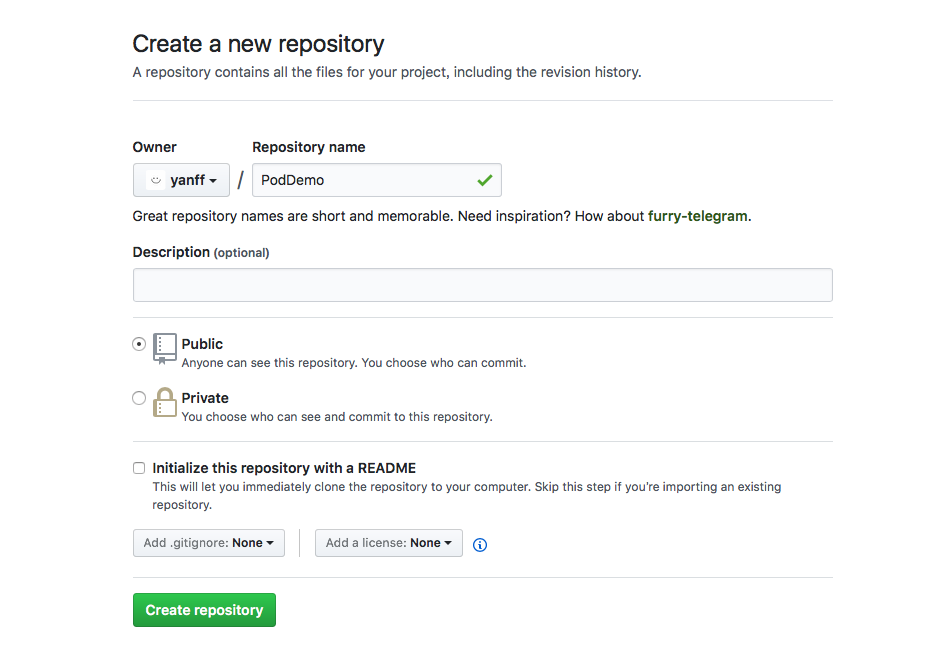 Create a new repository
A repository contains all the files for your project, including the revision history.
Owner Repository name
yanff / PodDemo
Great repository names are short and memorable. Need inspiration? How about furry-telegram.
Description (optional)
Public
Anyone can see this repository. You choose who can commit.
Private
You choose who can see and commit to this repository.
Initialize this repository with a README
This will let you immediately clone the repository to your computer. Skip this step if you're importing an existing
repository.
Add .gitignore: None Add a license: None
Create repository